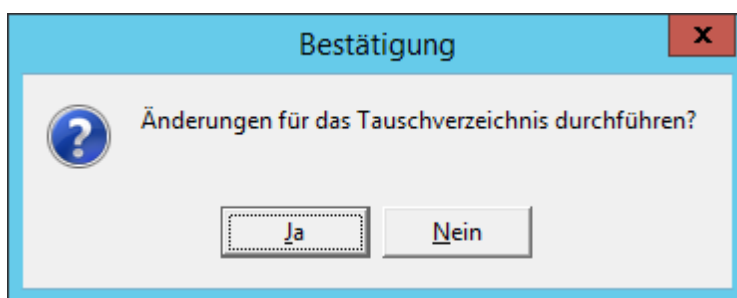 Bestätigung
x
Änderungen für das Tauschverzeichnis durchführen?
?
Ja
Nein